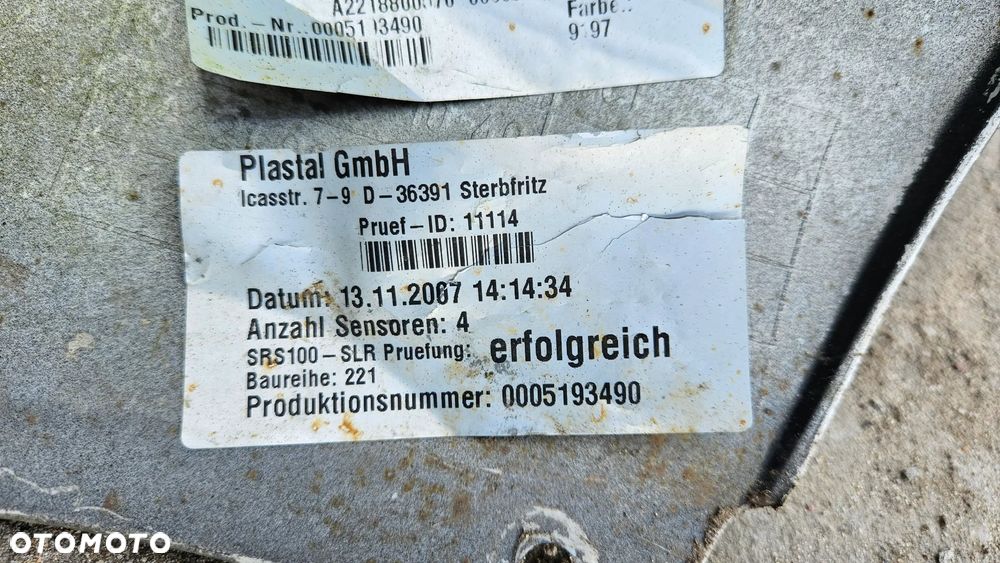 Farbe.:
Prod.-Nr.:0005193490
9197
Plastal GmbH
Icasstr. 7-9 D-36391 Sterbfritz
Pruef-ID: 11114
Datum: 13.11.2007 14:14:34
Anzahl Sensoren: 4
SRS100-SLR Pruefung: erfolgreich
Baureihe: 221
Produktionsnummer: 0005193490
OTOMOTO